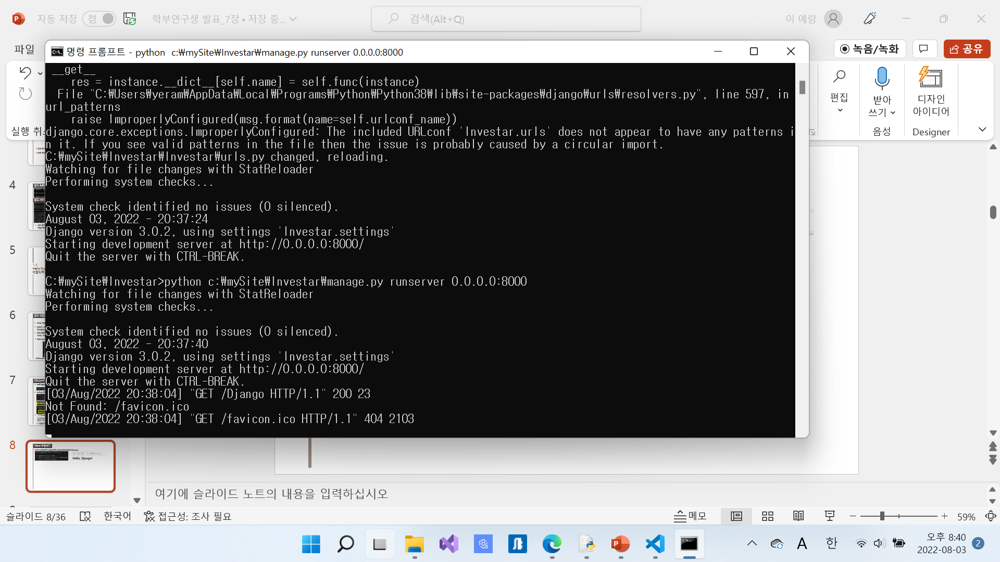 자동 저장
켬
학부연구생 발표_7장 • 저장 중...
검색(Alt+Q)
이 예람
파일
녹음/녹화
공유
명령 프롬프트 - python  c:₩mySite₩Investar₩manage.py runserver 0.0.0.0:8000
실행 취소
편집
받아
쓰기
음성
디자인
아이디어
Designer
__get__
res = instance.__dict__[self.name] = self.func(instance)
File "C:₩Users₩yeram₩AppData₩Local₩Programs₩Python₩Python38₩lib₩site-packages₩django₩urls₩resolvers.py", line 597, in
url_patterns
raise ImproperlyConfigured(msg.format(name=self.urlconf_name))
django.core.exceptions.ImproperlyConfigured: The included URLconf 'Investar.urls' does not appear to have any patterns i
n it. If you see valid patterns in the file then the issue is probably caused by a circular import.
C:₩mySite₩Investar₩Investar₩urls.py changed, reloading.
Watching for file changes with StatReloader
Performing system checks...
System check identified no issues (0 silenced).
August 03, 2022 - 20:37:24
Django version 3.0.2, using settings 'Investar.settings'
Starting development server at http://0.0.0.0:8000/
Quit the server with CTRL-BREAK.
C:₩mySite₩Investar>python c:₩mySite₩Investar₩manage.py runserver 0.0.0.0:8000
Watching for file changes with StatReloader
Performing system checks...
System check identified no issues (0 silenced).
August 03, 2022 - 20:37:40
Django version 3.0.2, using settings 'Investar.settings'
Starting development server at http://0.0.0.0:8000/
Quit the server with CTRL-BREAK.
[03/Aug/2022 20:38:04] "GET /Django HTTP/1.1" 200 23
Not Found: /favicon.ico
[03/Aug/2022 20:38:04] "GET /favicon.ico HTTP/1.1" 404 2103
4
5
6
7
8
Hello, Django!
여기에 슬라이드 노트의 내용을 입력하십시오
슬라이드 8/36
한국어
접근성: 조사 필요
메모
59%
A
한
오후 8:40
2022-08-03
2